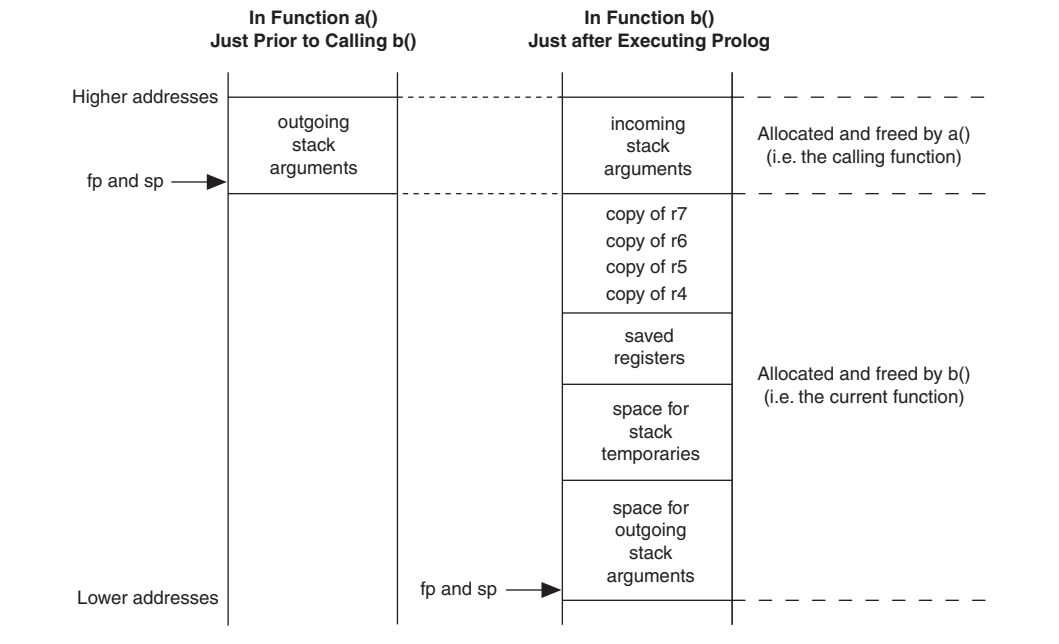 In Function a()
Just Prior to Calling b()
In Function b()
Just after Executing Prolog
Higher addresses
outgoing
stack
arguments
incoming
stack
arguments
Allocated and freed by a()
(i.e. the calling function)
fp and sp
copy of r7
copy of r6
copy of r5
copy of r4
saved
registers
Allocated and freed by b()
(i.e. the current function)
space for
stack
temporaries
space for
outgoing
stack
arguments
fp and sp
Lower addresses